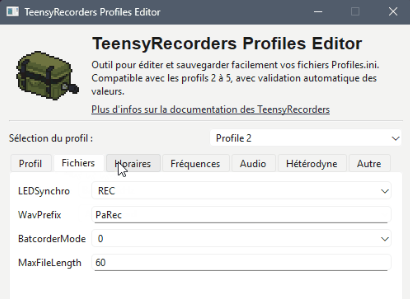 TeensyRecorders Profiles Editor
TeensyRecorders Profiles Editor
Outil pour éditer et sauvegarder facilement vos fichiers Profiles.ini.
Compatible avec les profils 2 à 5, avec validation automatique des
valeurs.
Plus d'infos sur la documentation des TeensyRecorders
Sélection du profil : Profile 2
Profil Fichiers Horaires Fréquences Audio Hétérodyne Autre
LEDSynchro REC
WavPrefix PaRec
BatcorderMode 0
MaxFileLength 60